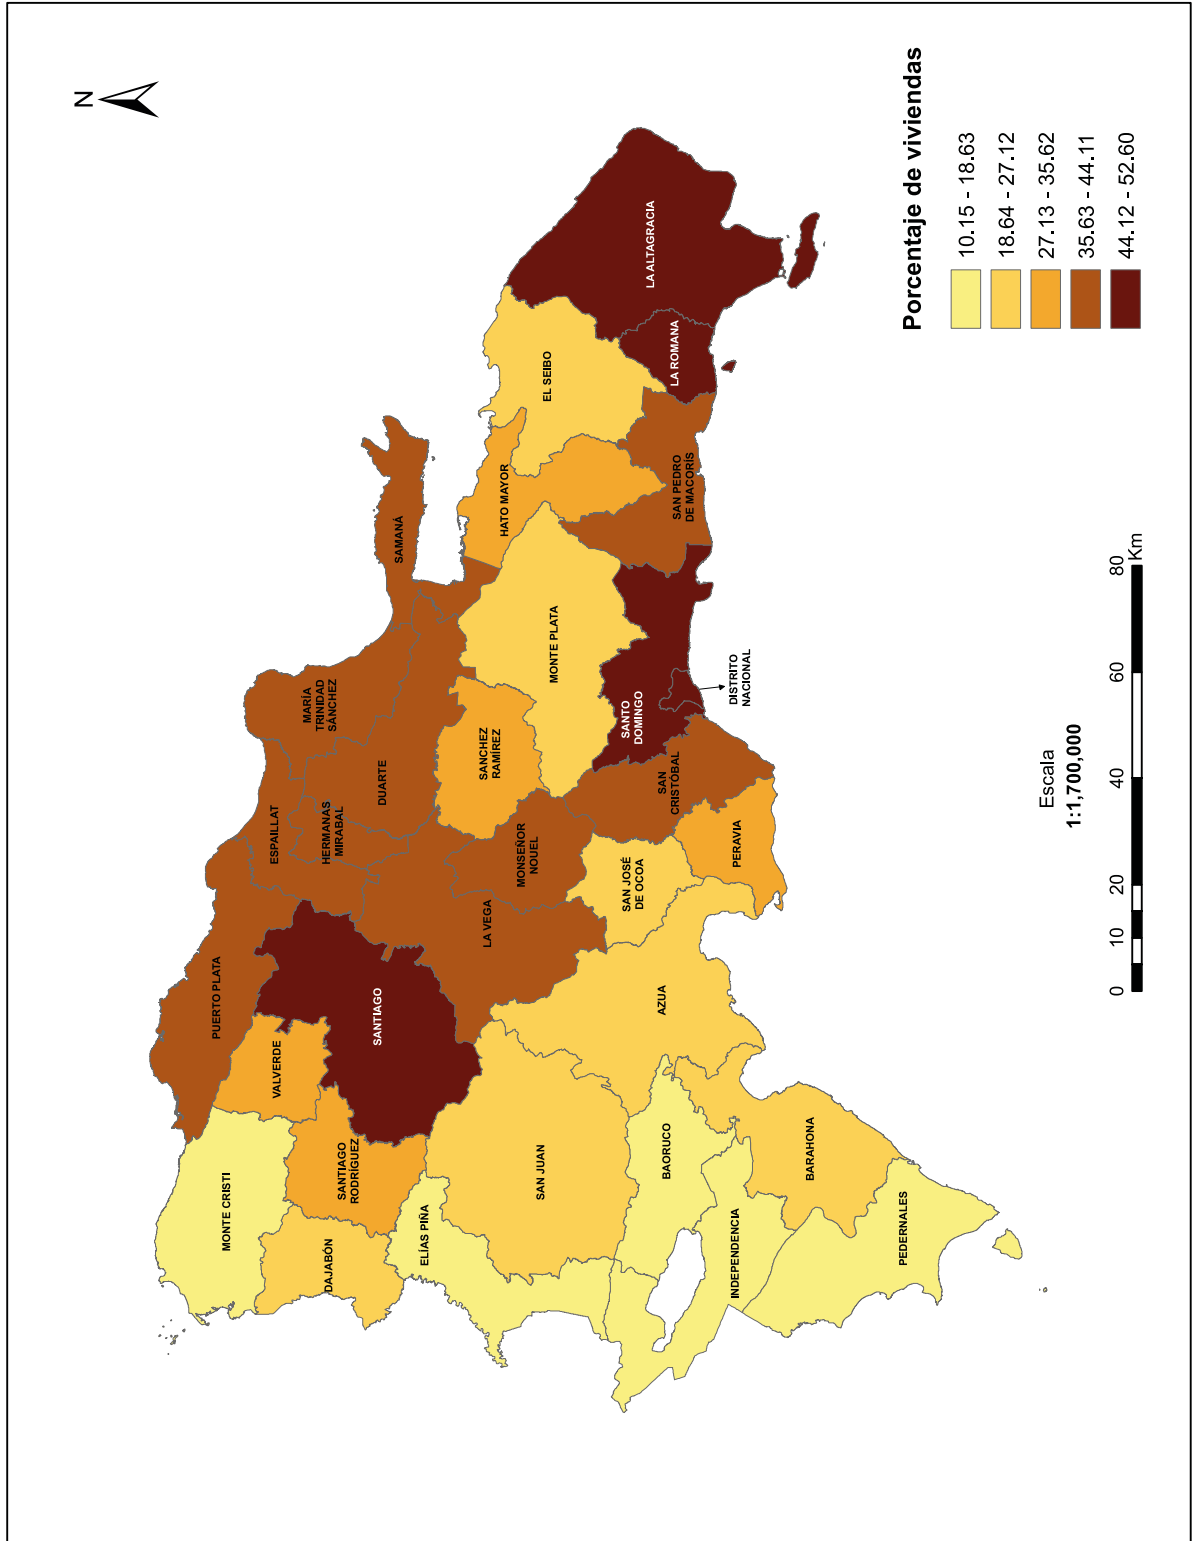 N
PUERTO PLATA
ESPAILLAT
MARÍA
TRINIDAD
SÁNCHEZ
MONTE CRISTI
VALVERDE
HERMANAS
MIRABAL
DAJABÓN
SANTIAGO
RODRÍGUEZ
SANTIAGO
DUARTE
SAMANÁ
ELÍAS PIÑA
LA VEGA
SANCHEZ
RAMÍREZ
HATO MAYOR
SAN JUAN
MONSEÑOR
NOUEL
MONTE PLATA
EL SEIBO
LA ALTAGRACIA
BAORUCO
AZUA
SAN JOSÉ
DE OCOA
SAN
CRISTÓBAL
SANTO
DOMINGO
SAN PEDRO
DE MACORÍS
LA ROMANA
INDEPENDENCIA
PERAVIA
DISTRITO
NACIONAL
BARAHONA
PEDERNALES
Escala
1:1,700,000
0 10 20 40 60 80
Km
Porcentaje de viviendas
10.15 - 18.63
18.64 - 27.12
27.13 - 35.62
35.63 - 44.11
44.12 - 52.60